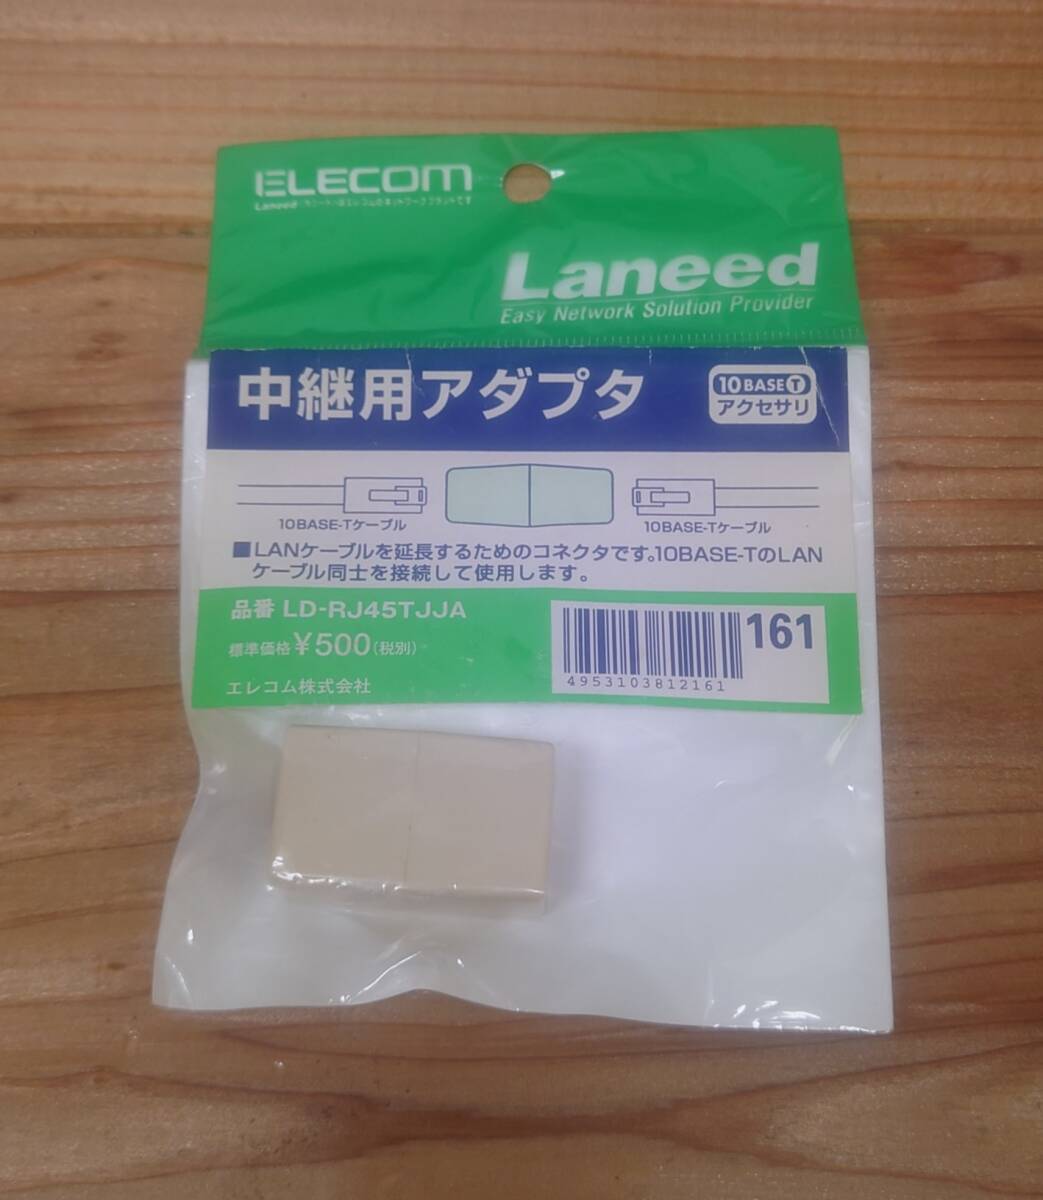 ELECOM
Laneed
Laneed
Easy Network Solution Provider
中継用アダプタ
10BASE T
アクセサリ
10BASE-Tケーブル
10BASE-Tケーブル
■LANケーブルを延長するためのコネクタです。10BASE-TのLAN
ケーブル同士を接続して使用します。
品番 LD-RJ45TJJA
標準価格¥500(税別)
エレコム株式会社
161
4953103812161